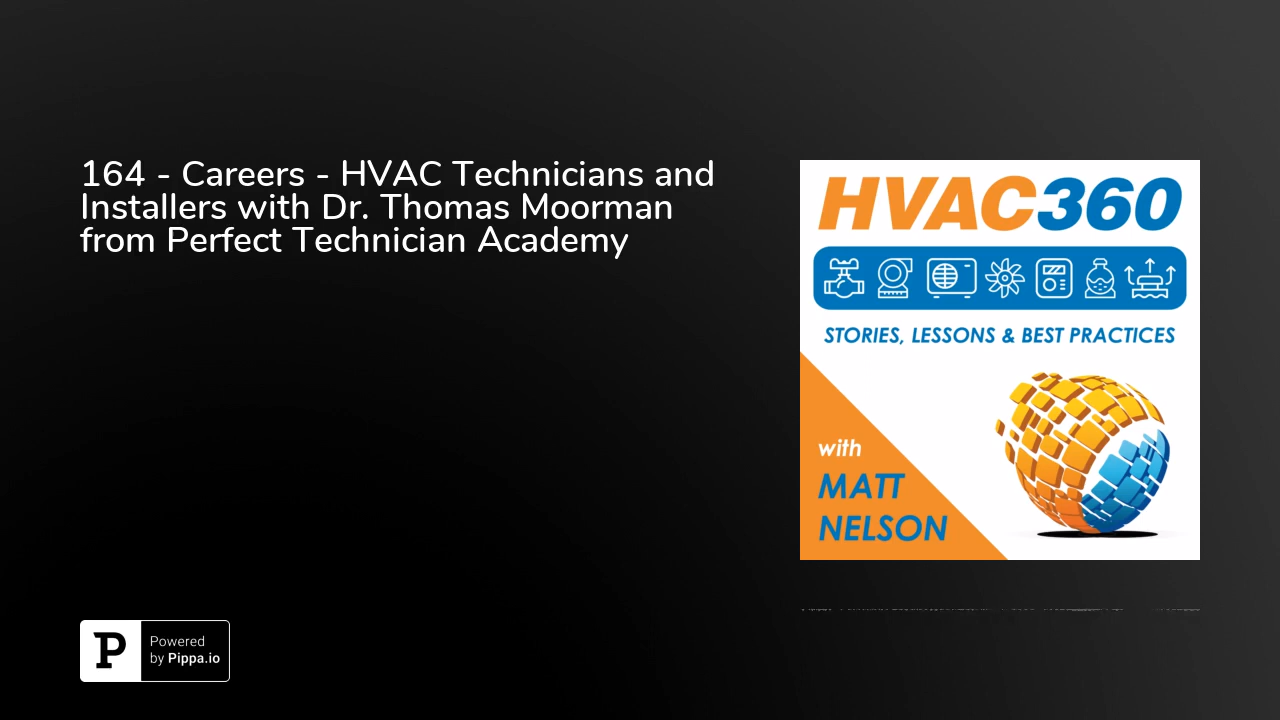 164 - Careers - HVAC Technicians and
Installers with Dr. Thomas Moorman
from Perfect Technician Academy
HVAC360
STORIES, LESSONS & BEST PRACTICES
with
MATT
NELSON
P
Powered
by Pippa.io